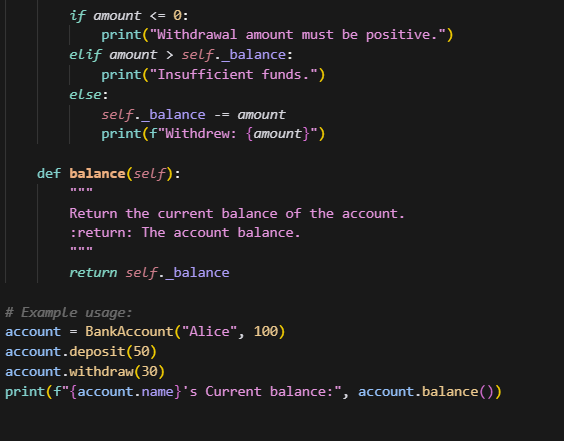 if amount <= 0:
print("Withdrawal amount must be positive.")
elif amount > self._balance:
print("Insufficient funds.")
else:
self._balance -= amount
print(f"Withdrew: {amount}")
def balance(self):
"""
Return the current balance of the account.
:return: The account balance.
"""
return self._balance
# Example usage:
account = BankAccount("Alice", 100)
account.deposit(50)
account.withdraw(30)
print(f"{account.name}'s Current balance:", account.balance())